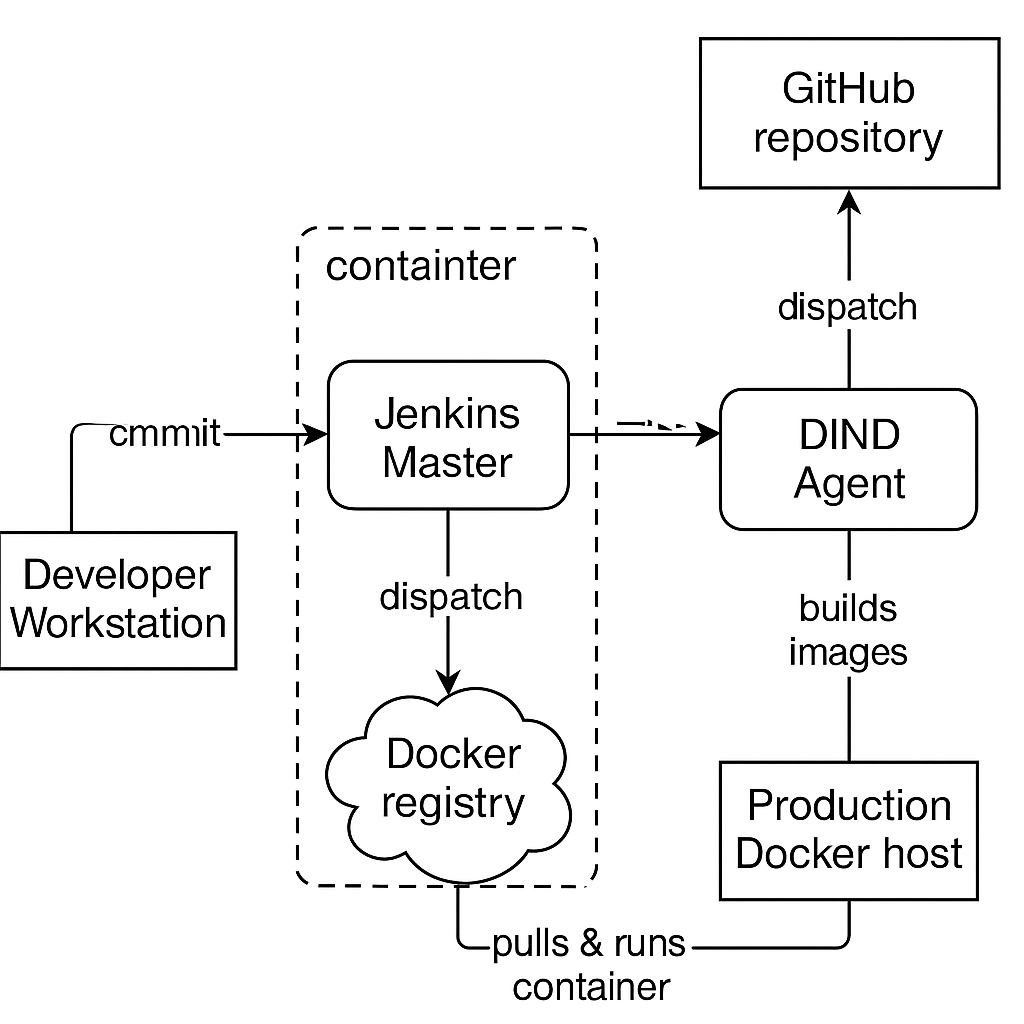 GitHub
repository
containter
dispatch
cmmit
Jenkins
Master
DIND
Agent
Developer
Workstation
dispatch
builds
images
Docker
registry
Production
Docker host
pulls & runs
container